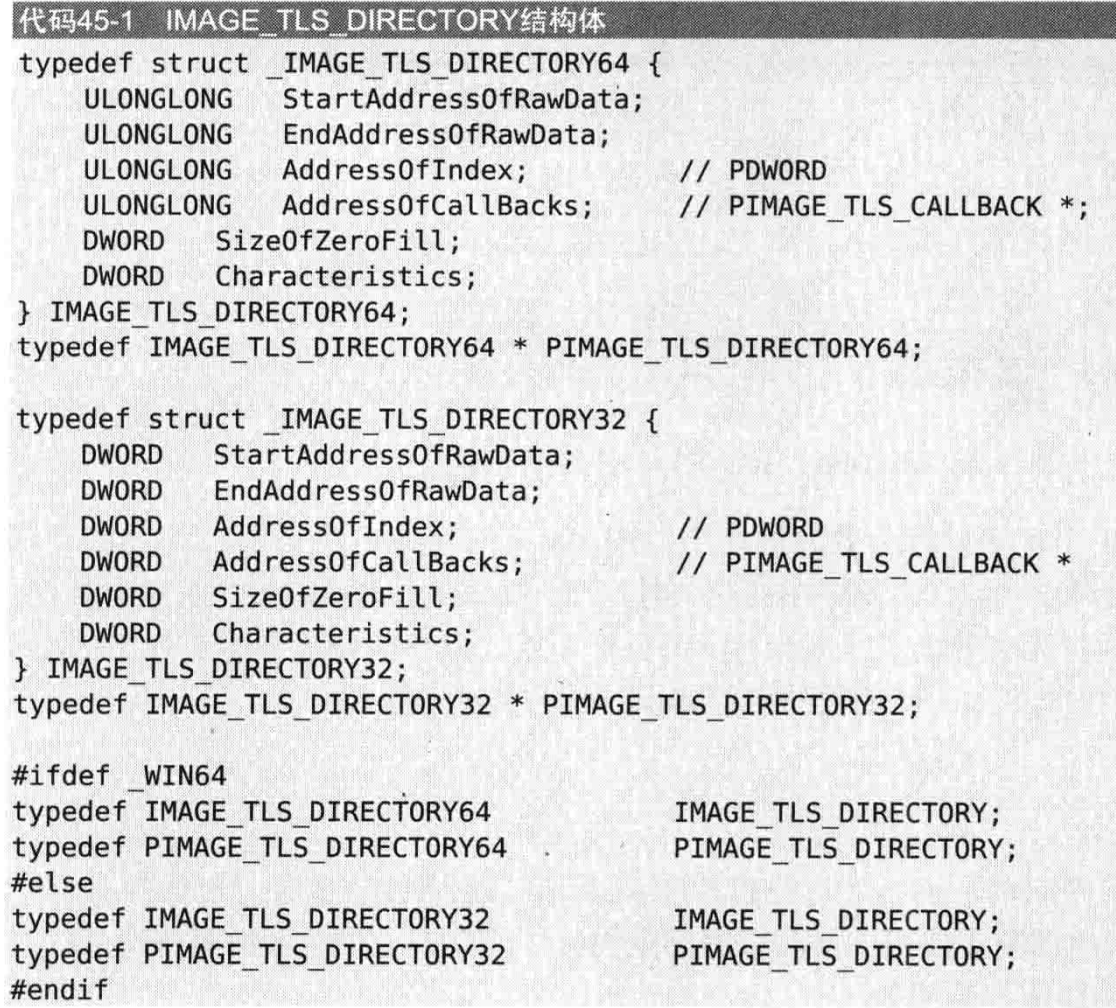 代码45-1 IMAGE_TLS_DIRECTORY结构体
typedef struct _IMAGE_TLS_DIRECTORY64 {
    ULONGLONG   StartAddressOfRawData;
    ULONGLONG   EndAddressOfRawData;
    ULONGLONG   AddressOfIndex;         // PDWORD
    ULONGLONG   AddressOfCallBacks;     // PIMAGE_TLS_CALLBACK *;
    DWORD   SizeOfZeroFill;
    DWORD   Characteristics;
} IMAGE_TLS_DIRECTORY64;
typedef IMAGE_TLS_DIRECTORY64 * PIMAGE_TLS_DIRECTORY64;
typedef struct _IMAGE_TLS_DIRECTORY32 {
    DWORD   StartAddressOfRawData;
    DWORD   EndAddressOfRawData;
    DWORD   AddressOfIndex;             // PDWORD
    DWORD   AddressOfCallBacks;         // PIMAGE_TLS_CALLBACK *
    DWORD   SizeOfZeroFill;
    DWORD   Characteristics;
} IMAGE_TLS_DIRECTORY32;
typedef IMAGE_TLS_DIRECTORY32 * PIMAGE_TLS_DIRECTORY32;
#ifdef _WIN64
typedef IMAGE_TLS_DIRECTORY64           IMAGE_TLS_DIRECTORY;
typedef PIMAGE_TLS_DIRECTORY64          PIMAGE_TLS_DIRECTORY;
#else
typedef IMAGE_TLS_DIRECTORY32           IMAGE_TLS_DIRECTORY;
typedef PIMAGE_TLS_DIRECTORY32          PIMAGE_TLS_DIRECTORY;
#endif